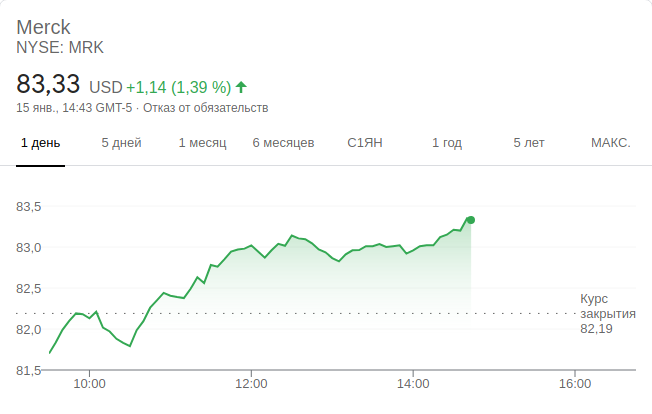 Merck
NYSE: MRK
83,33 USD +1,14 (1,39 %)
15 янв., 14:43 GMT-5 · Отказ от обязательств
1 день 5 дней 1 месяц 6 месяцев С1ЯН 1 год 5 лет МАКС.
83,5
83,0
82,5
82,0
81,5
Курс
закрытия
82,19
10:00 12:00 14:00 16:00